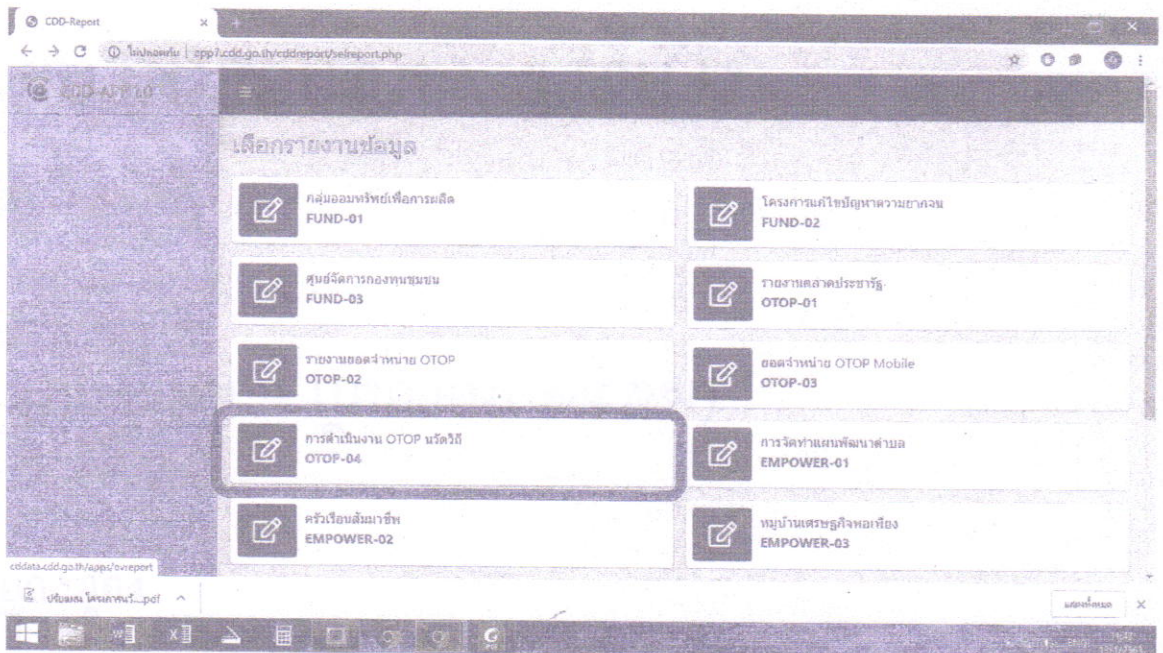 CDD-Report
ไม่ปลอดภัย | app7.cdd.go.th/cddreport/selreport.php
CDD-APP 1.0
เลือกรายงานข้อมูล
กลุ่มออมทรัพย์เพื่อการผลิต
FUND-01
โครงการแก้ไขปัญหาความยากจน
FUND-02
ศูนย์จัดการกองทุนชุมชน
FUND-03
รายงานตลาดประชารัฐ
OTOP-01
รายงานยอดจำหน่าย OTOP
OTOP-02
ยอดจำหน่าย OTOP Mobile
OTOP-03
การดำเนินงาน OTOP นวัตวิถี
OTOP-04
การจัดทำแผนพัฒนาตำบล
EMPOWER-01
ครัวเรือนสัมมาชีพ
EMPOWER-02
หมู่บ้านเศรษฐกิจพอเพียง
EMPOWER-03
cddata.cdd.go.th/apps/ovreport
แสดงทั้งหมด